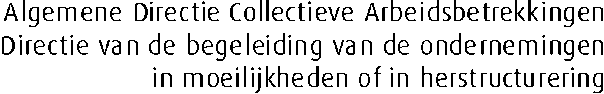 Algemene Directie Collectieve Arbeidsbetrekkingen
Directie van de begeleiding van de ondernemingen
in moeilijkheden of in herstructurering